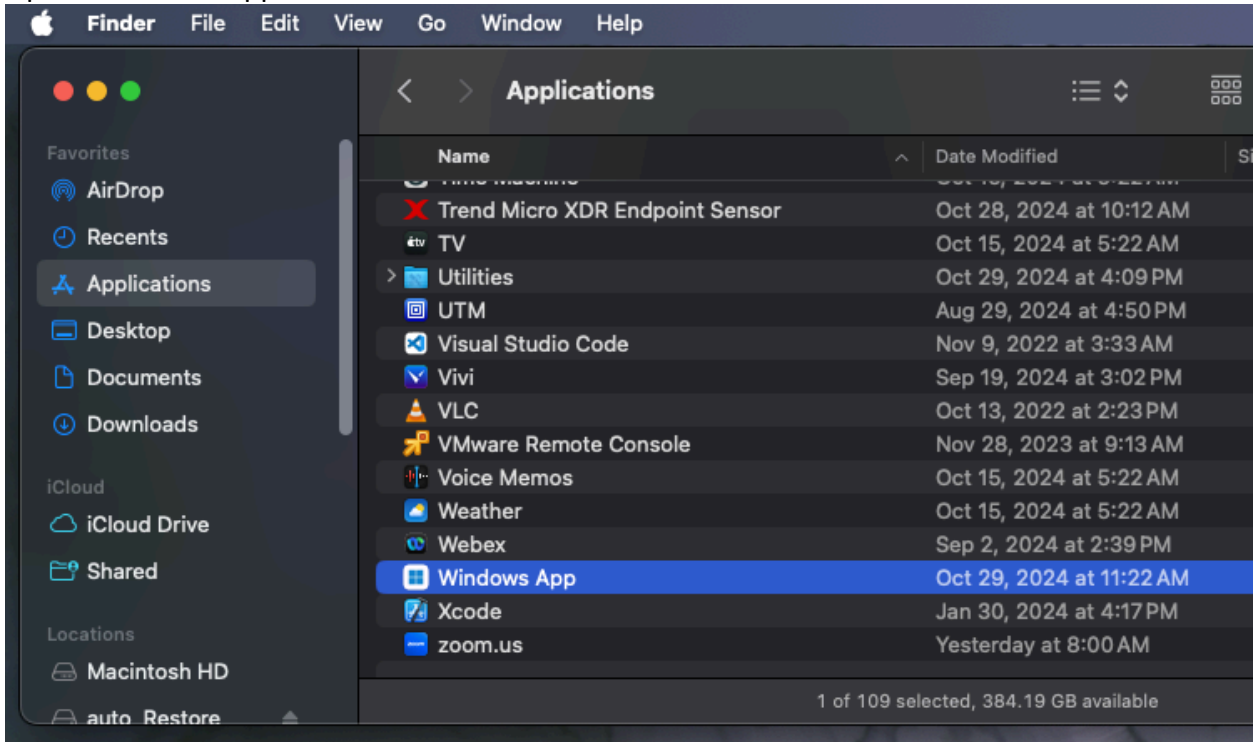 Finder File Edit View Go Window Help
Applications
Favorites
AirDrop
Recents
Applications
Desktop
Documents
Downloads
iCloud
iCloud Drive
Shared
Locations
Macintosh HD
auto_Restore
Name Date Modified
Trend Micro XDR Endpoint Sensor Oct 28, 2024 at 10:12 AM
TV Oct 15, 2024 at 5:22 AM
Utilities Oct 29, 2024 at 4:09 PM
UTM Aug 29, 2024 at 4:50 PM
Visual Studio Code Nov 9, 2022 at 3:33 AM
Vivi Sep 19, 2024 at 3:02 PM
VLC Oct 13, 2022 at 2:23 PM
VMware Remote Console Nov 28, 2023 at 9:13 AM
Voice Memos Oct 15, 2024 at 5:22 AM
Weather Oct 15, 2024 at 5:22 AM
Webex Sep 2, 2024 at 2:39 PM
Windows App Oct 29, 2024 at 11:22 AM
Xcode Jan 30, 2024 at 4:17 PM
zoom.us Yesterday at 8:00 AM
1 of 109 selected, 384.19 GB available